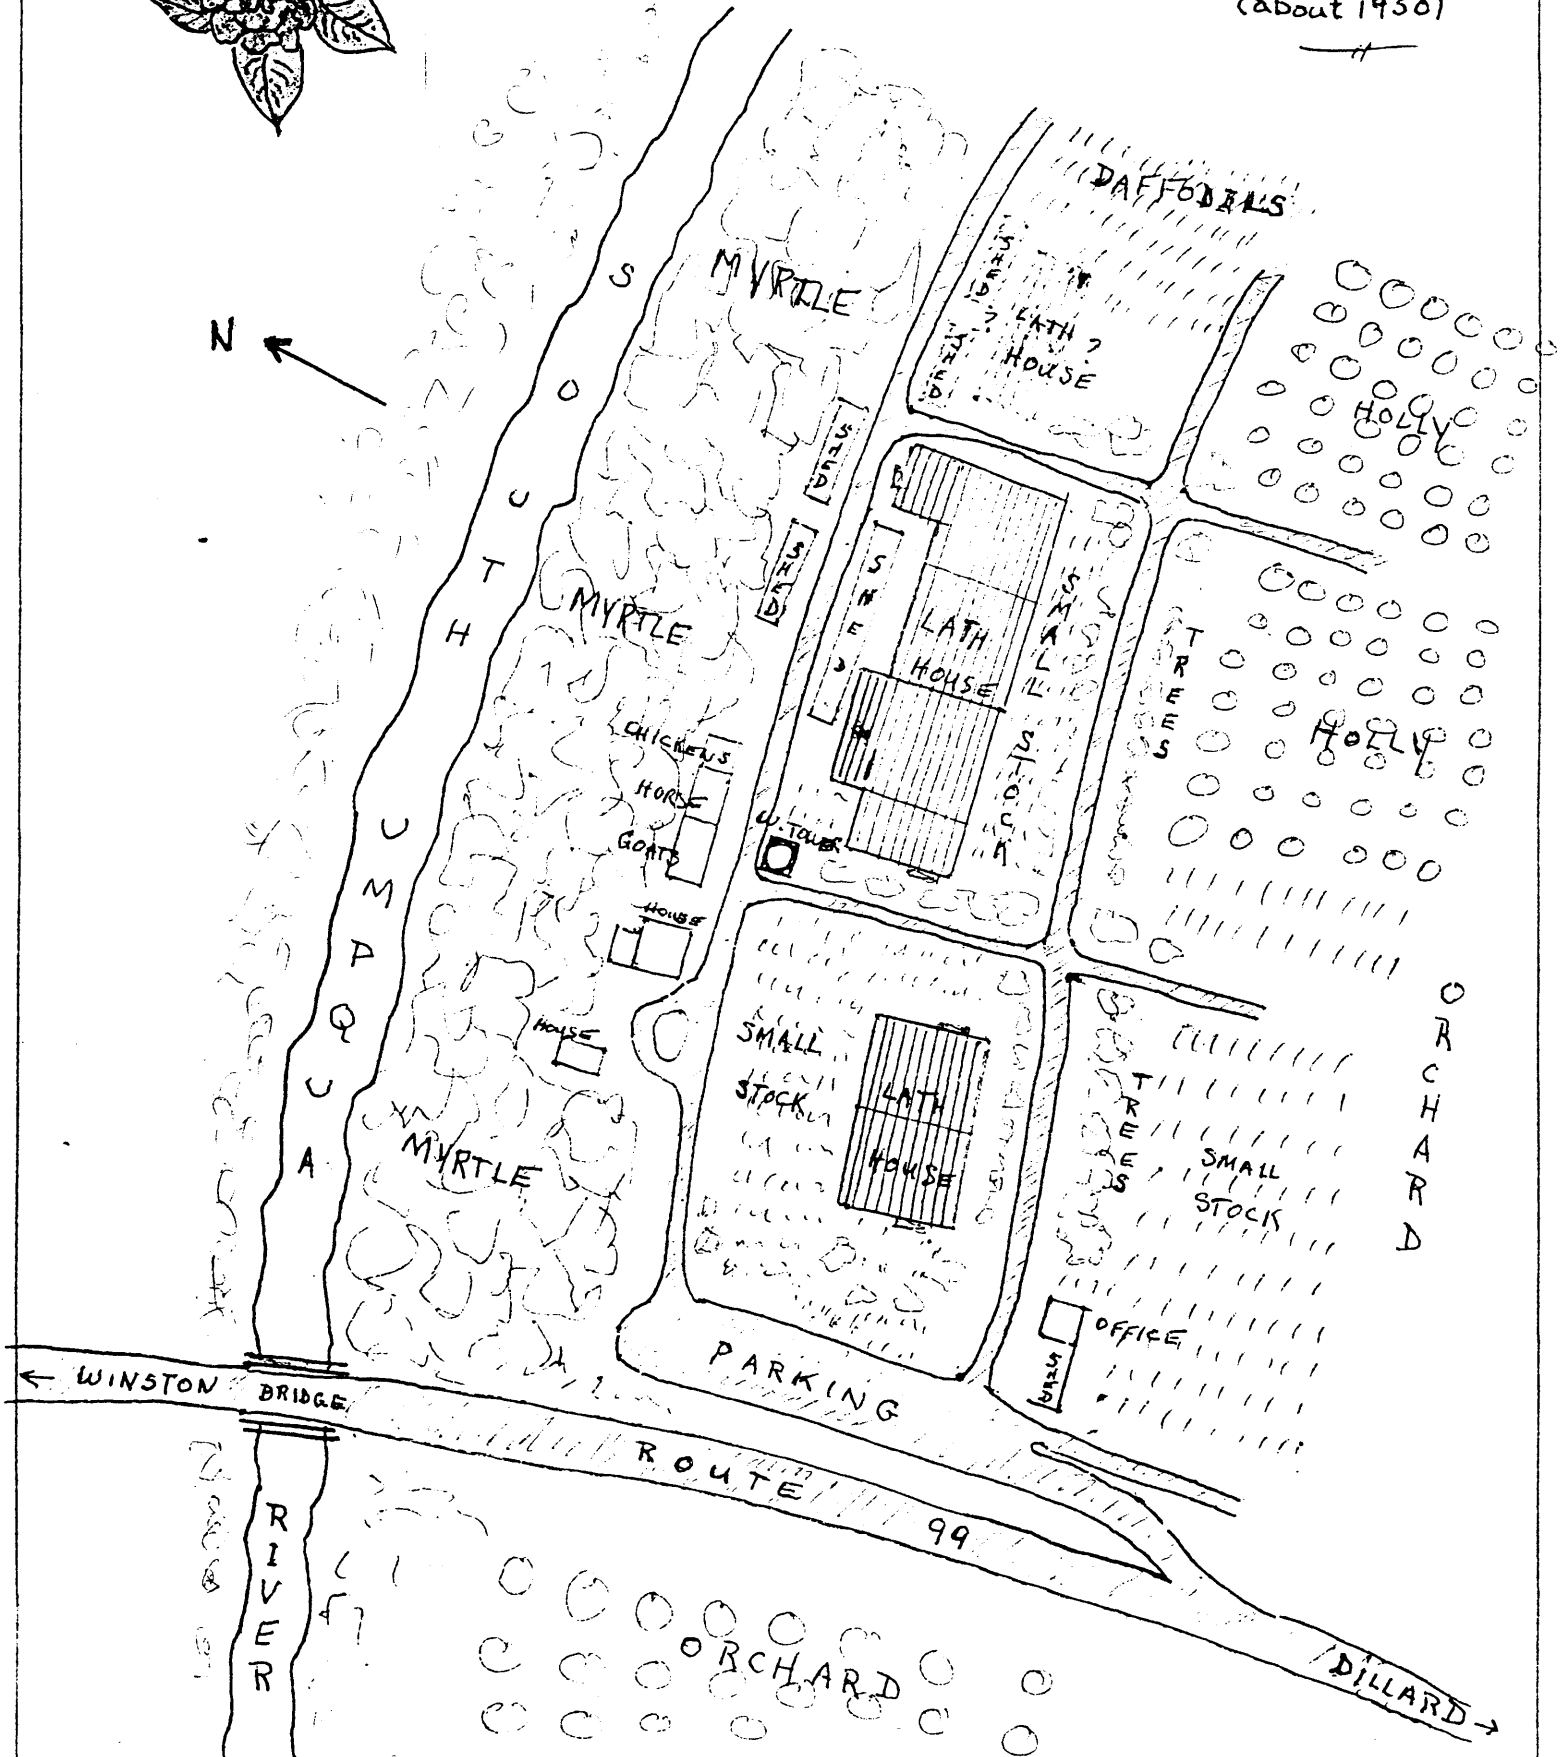 (about 1930)
DAFFODILS
SHED
?
SHED
LATH ?
HOUSE
MYRTLE
N
HOLLY
SHED
SHED
SHED
LATH
HOUSE
SMALL STOCK
TREES
HOLLY
MYRTLE
CHICKENS
HORSE
GOATS
W. TOWER
HOUSE
HOUSE
SMALL
STOCK
LATH
HOUSE
TREES
SMALL
STOCK
ORCHARD
MYRTLE
SOUTH UMPQUA
OFFICE
PARKING
← WINSTON
BRIDGE
ROUTE 99
RIVER
ORCHARD
DILLARD →